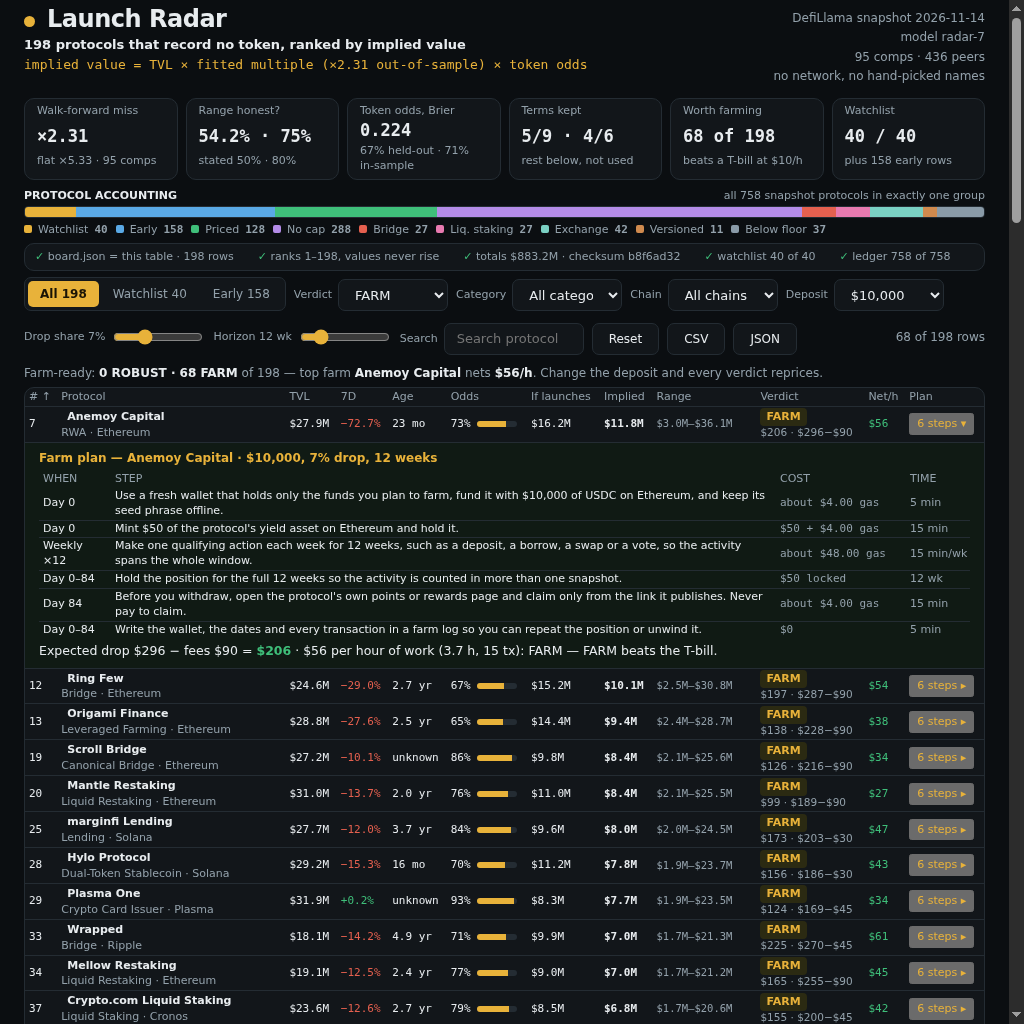 Launch Radar
198 protocols that record no token, ranked by implied value
implied value = TVL × fitted multiple (×2.31 out-of-sample) × token odds
DefiLlama snapshot 2026-11-14
model radar-7
95 comps · 436 peers
no network, no hand-picked names
Walk-forward miss
×2.31
flat ×5.33 · 95 comps
Range honest?
54.2% · 75%
stated 50% · 80%
Token odds, Brier
0.224
67% held-out · 71%
in-sample
Terms kept
5/9 · 4/6
rest below, not used
Worth farming
68 of 198
beats a T-bill at $10/h
Watchlist
40 / 40
plus 158 early rows
PROTOCOL ACCOUNTING all 758 snapshot protocols in exactly one group
Watchlist 40 Early 158 Priced 128 No cap 288 Bridge 27 Liq. staking 27 Exchange 42 Versioned 11 Below floor 37
✓ board.json = this table · 198 rows ✓ ranks 1–198, values never rise ✓ totals $883.2M · checksum b8f6ad32 ✓ watchlist 40 of 40 ✓ ledger 758 of 758
All 198 Watchlist 40 Early 158 Verdict FARM Category All catego Chain All chains Deposit $10,000
Drop share 7% Horizon 12 wk Search Search protocol Reset CSV JSON 68 of 198 rows
Farm-ready: 0 ROBUST · 68 FARM of 198 — top farm Anemoy Capital nets $56/h. Change the deposit and every verdict reprices.
# ↑ Protocol TVL 7D Age Odds If launches Implied Range Verdict Net/h Plan
7 Anemoy Capital $27.9M −72.7% 23 mo 73% $16.2M $11.8M $3.0M—$36.1M FARM $56 6 steps ▾
RWA · Ethereum $206 · $296−$90
Farm plan — Anemoy Capital · $10,000, 7% drop, 12 weeks
WHEN STEP COST TIME
Day 0 Use a fresh wallet that holds only the funds you plan to farm, fund it with $10,000 of USDC on Ethereum, and keep its about $4.00 gas 5 min
seed phrase offline.
Day 0 Mint $50 of the protocol's yield asset on Ethereum and hold it. $50 + $4.00 gas 15 min
Weekly ×12 Make one qualifying action each week for 12 weeks, such as a deposit, a borrow, a swap or a vote, so the activity about $48.00 gas 15 min/wk
spans the whole window.
Day 0–84 Hold the position for the full 12 weeks so the activity is counted in more than one snapshot. $50 locked 12 wk
Day 84 Before you withdraw, open the protocol's own points or rewards page and claim only from the link it publishes. Never about $4.00 gas 15 min
pay to claim.
Day 0–84 Write the wallet, the dates and every transaction in a farm log so you can repeat the position or unwind it. $0 5 min
Expected drop $296 − fees $90 = $206 · $56 per hour of work (3.7 h, 15 tx): FARM — FARM beats the T-bill.
12 Ring Few $24.6M −29.0% 2.7 yr 67% $15.2M $10.1M $2.5M—$30.8M FARM $54 6 steps ▸
Bridge · Ethereum $197 · $287−$90
13 Origami Finance $28.8M −27.6% 2.5 yr 65% $14.4M $9.4M $2.4M—$28.7M FARM $38 6 steps ▸
Leveraged Farming · Ethereum $138 · $228−$90
19 Scroll Bridge $27.2M −10.1% unknown 86% $9.8M $8.4M $2.1M—$25.6M FARM $34 6 steps ▸
Canonical Bridge · Ethereum $126 · $216−$90
20 Mantle Restaking $31.0M −13.7% 2.0 yr 76% $11.0M $8.4M $2.1M—$25.5M FARM $27 6 steps ▸
Liquid Restaking · Ethereum $99 · $189−$90
25 marginfi Lending $27.7M −12.0% 3.7 yr 84% $9.6M $8.0M $2.0M—$24.5M FARM $47 6 steps ▸
Lending · Solana $173 · $203−$30
28 Hylo Protocol $29.2M −15.3% 16 mo 70% $11.2M $7.8M $1.9M—$23.7M FARM $43 6 steps ▸
Dual-Token Stablecoin · Solana $156 · $186−$30
29 Plasma One $31.9M +0.2% unknown 93% $8.3M $7.7M $1.9M—$23.5M FARM $34 6 steps ▸
Crypto Card Issuer · Plasma $124 · $169−$45
33 Wrapped $18.1M −14.2% 4.9 yr 71% $9.9M $7.0M $1.7M—$21.3M FARM $61 6 steps ▸
Bridge · Ripple $225 · $270−$45
34 Mellow Restaking $19.1M −12.5% 2.4 yr 77% $9.0M $7.0M $1.7M—$21.2M FARM $45 6 steps ▸
Liquid Restaking · Ethereum $165 · $255−$90
37 Crypto.com Liquid Staking $23.6M −12.6% 2.7 yr 79% $8.5M $6.8M $1.7M—$20.6M FARM $42 6 steps ▸
Liquid Staking · Cronos $155 · $200−$45